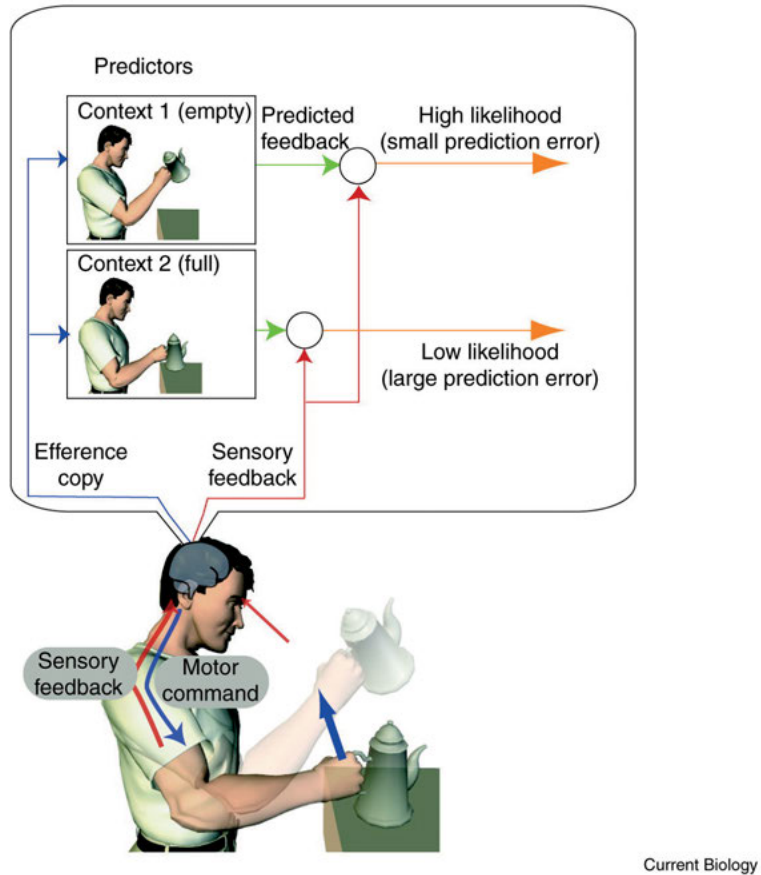 Predictors
Context 1 (empty)
Predicted
feedback
High likelihood
(small prediction error)
Context 2 (full)
Low likelihood
(large prediction error)
Efference
copy
Sensory
feedback
Sensory
feedback
Motor
command
Current Biology